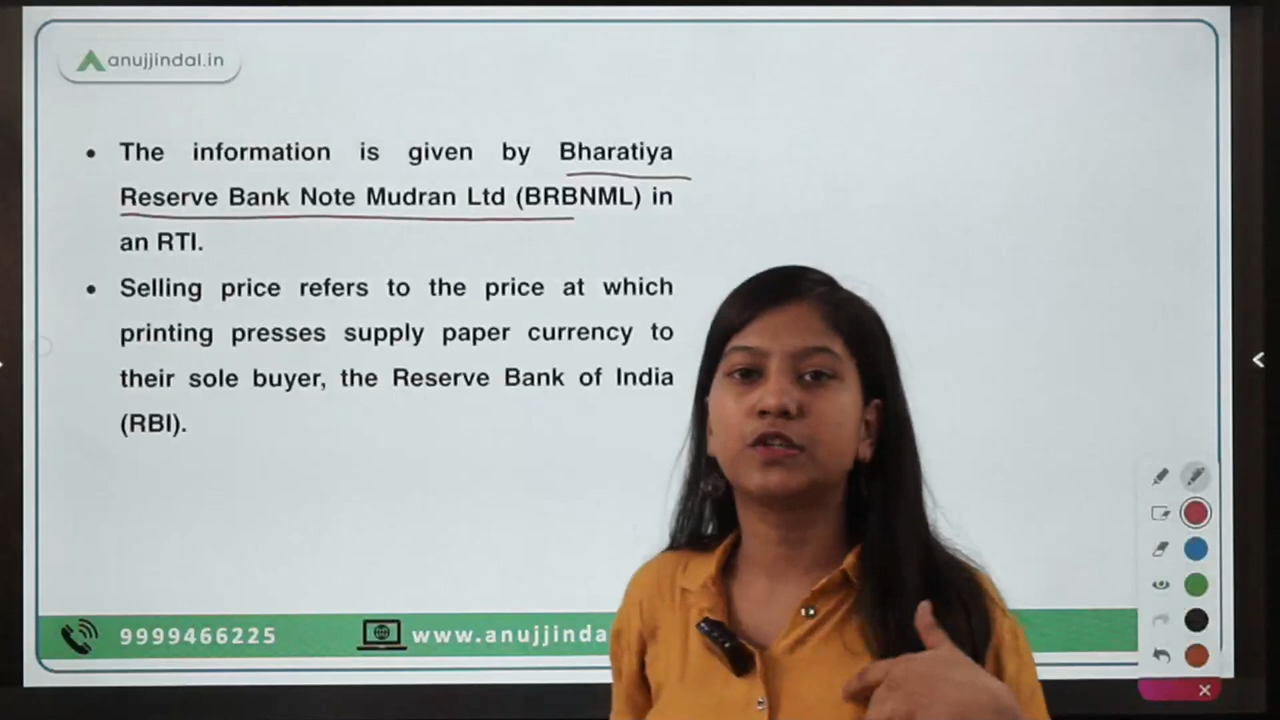 anujjindal.in
• The information is given by Bharatiya
Reserve Bank Note Mudran Ltd (BRBNML) in
an RTI.
• Selling price refers to the price at which
printing presses supply paper currency to
their sole buyer, the Reserve Bank of India
(RBI).
9999466225
www.anujjinda